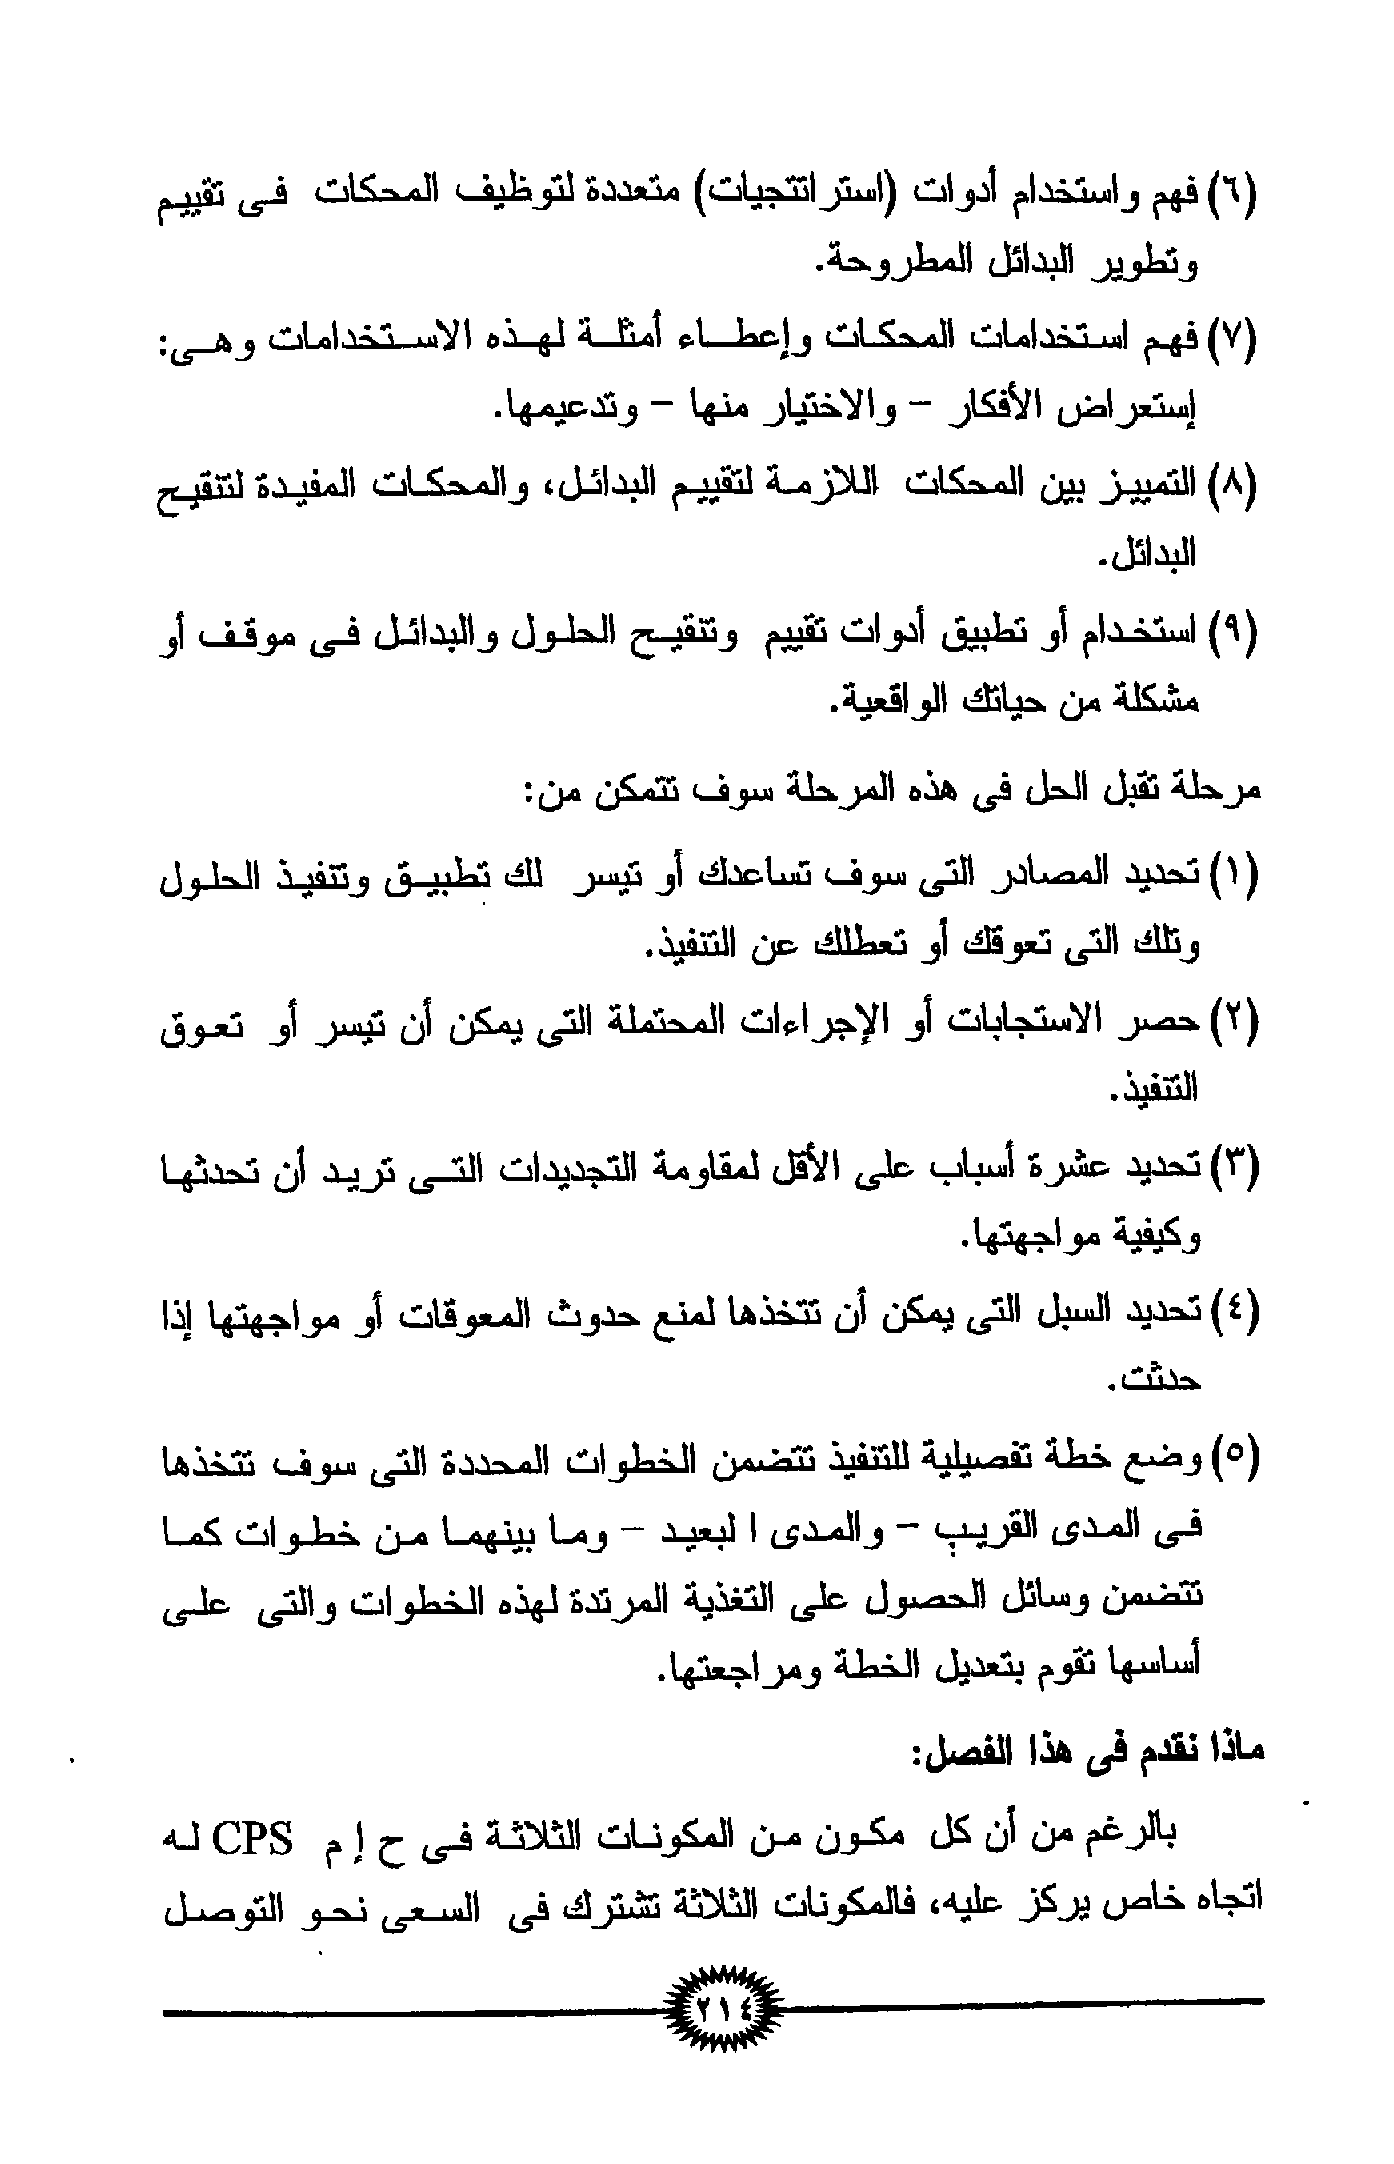 (٦) فهم واستخدام أدوات (استراتتجيات) متعددة لتوظيف المحكات فى تقييم
وتطوير البدائل المطروحة.
(٧) فهم استخدامات المحكات وإعطاء أمثلة لهذه الاستخدامات وهى:
إستعراض الأفكار – والاختيار منها – وتدعيمها.
(٨) التمييز بين المحكات اللازمة لتقييم البدائل، والمحكات المفيدة لتنقيح
البدائل.
(٩) استخدام أو تطبيق أدوات تقييم وتنقيح الحلول والبدائل فى موقف أو
مشكلة من حياتك الواقعية.
مرحلة تقبل الحل فى هذه المرحلة سوف تتمكن من:
(١) تحديد المصادر التى سوف تساعدك أو تيسر لك تطبيق وتنفيذ الحلول
وتلك التى تعوقك أو تعطلك عن التنفيذ.
(٢) حصر الاستجابات أو الإجراءات المحتملة التى يمكن أن تيسر أو تعوق
التنفيذ.
(٣) تحديد عشرة أسباب على الأقل لمقاومة التجديدات التى تريد أن تحدثها
وكيفية مواجهتها.
(٤) تحديد السبل التى يمكن أن تتخذها لمنع حدوث المعوقات أو مواجهتها إذا
حدثت.
(٥) وضع خطة تفصيلية للتنفيذ تتضمن الخطوات المحددة التى سوف تتخذها
فى المدى القريب – والمدى ا لبعيد – وما بينهما من خطوات كما
تتضمن وسائل الحصول على التغذية المرتدة لهذه الخطوات والتى على
أساسها تقوم بتعديل الخطة ومراجعتها.
ماذا نقدم فى هذا الفصل:
بالرغم من أن كل مكون من المكونات الثلاثة فى ح إ م CPS له
اتجاه خاص يركز عليه، فالمكونات الثلاثة تشترك فى السعى نحو التوصل
٢١٤